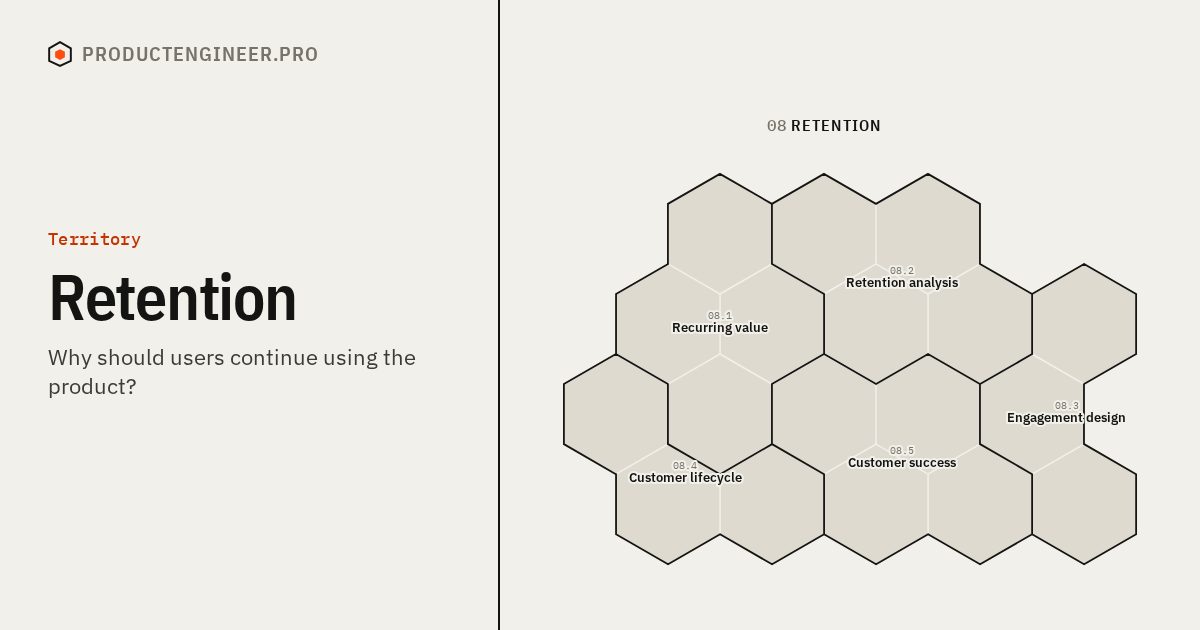 PRODUCTENGINEER.PRO
Territory
Retention
Why should users continue using the
product?
08 RETENTION
08.2
Retention analysis
08.1
Recurring value
08.3
Engagement design
08.5
Customer success
08.4
Customer lifecycle